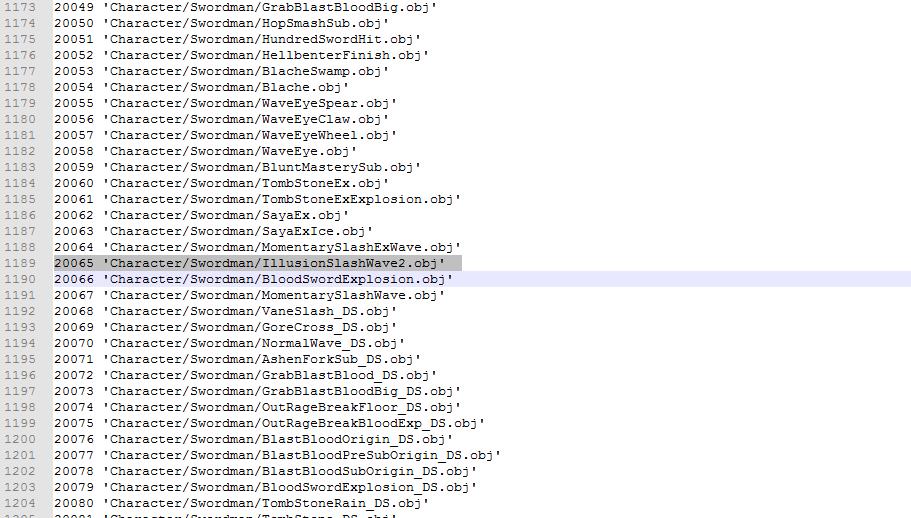 1173 20049 'Character/Swordman/GrabBlastBloodBig.obj'
1174 20050 'Character/Swordman/HopSmashSub.obj'
1175 20051 'Character/Swordman/HundredSwordHit.obj'
1176 20052 'Character/Swordman/HellbenterFinish.obj'
1177 20053 'Character/Swordman/BlacheSwamp.obj'
1178 20054 'Character/Swordman/Blache.obj'
1179 20055 'Character/Swordman/WaveEyeSpear.obj'
1180 20056 'Character/Swordman/WaveEyeClaw.obj'
1181 20057 'Character/Swordman/WaveEyeWheel.obj'
1182 20058 'Character/Swordman/WaveEye.obj'
1183 20059 'Character/Swordman/BluntMasterySub.obj'
1184 20060 'Character/Swordman/TombStoneEx.obj'
1185 20061 'Character/Swordman/TombStoneExExplosion.obj'
1186 20062 'Character/Swordman/SayaEx.obj'
1187 20063 'Character/Swordman/SayaExIce.obj'
1188 20064 'Character/Swordman/MomentarySlashExWave.obj'
1189 20065 'Character/Swordman/IllusionSlashWave2.obj'
1190 20066 'Character/Swordman/BloodSwordExplosion.obj'
1191 20067 'Character/Swordman/MomentarySlashWave.obj'
1192 20068 'Character/Swordman/VaneSlash_DS.obj'
1193 20069 'Character/Swordman/GoreCross_DS.obj'
1194 20070 'Character/Swordman/NormalWave_DS.obj'
1195 20071 'Character/Swordman/AshenForkSub_DS.obj'
1196 20072 'Character/Swordman/GrabBlastBlood_DS.obj'
1197 20073 'Character/Swordman/GrabBlastBloodBig_DS.obj'
1198 20074 'Character/Swordman/OutRageBreakFloor_DS.obj'
1199 20075 'Character/Swordman/OutRageBreakBloodExp_DS.obj'
1200 20076 'Character/Swordman/BlastBloodOrigin_DS.obj'
1201 20077 'Character/Swordman/BlastBloodPreSubOrigin_DS.obj'
1202 20078 'Character/Swordman/BlastBloodSubOrigin_DS.obj'
1203 20079 'Character/Swordman/BloodSwordExplosion_DS.obj'
1204 20080 'Character/Swordman/TombStoneRain_DS.obj'